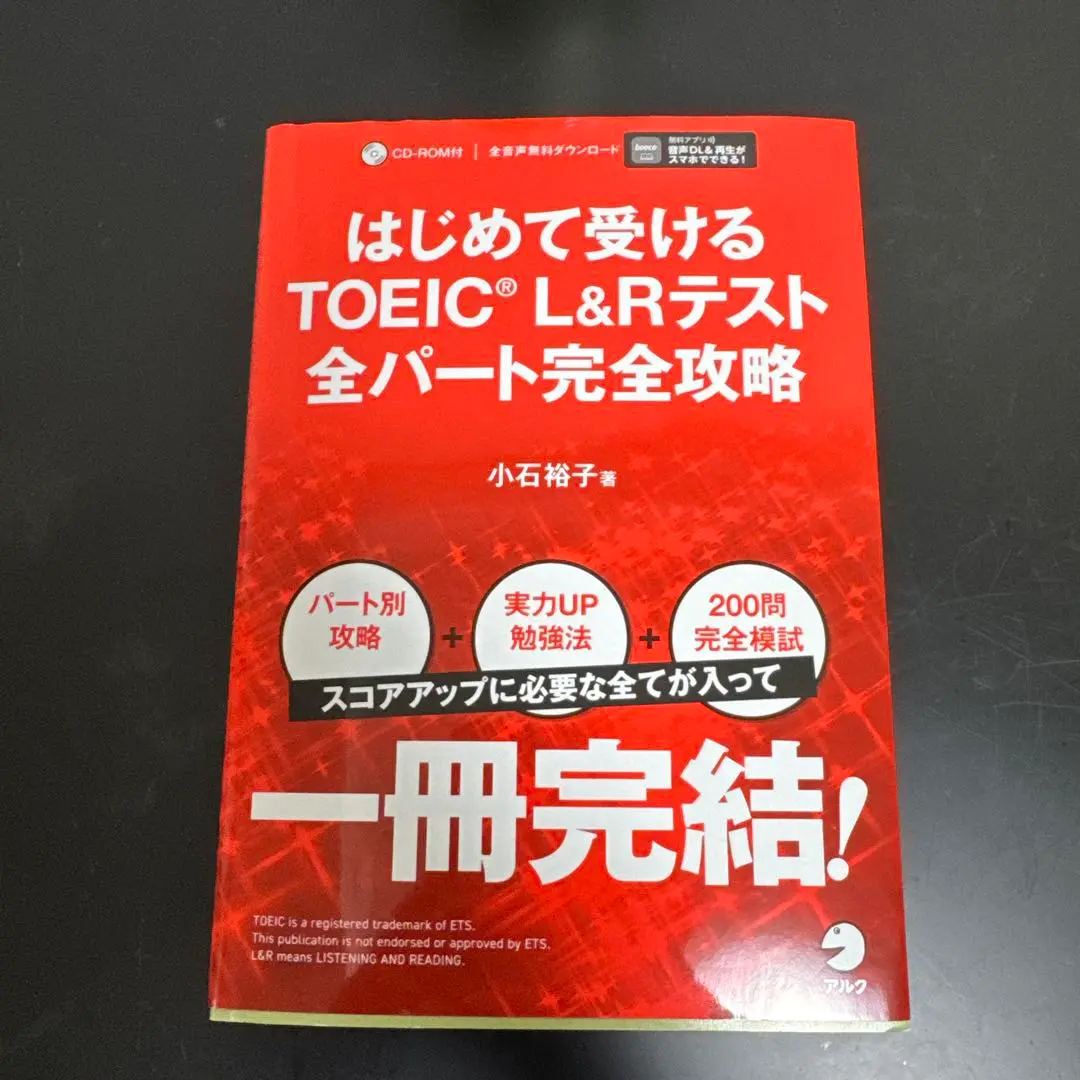 CD-ROM付 | 全音声無料ダウンロード
booco
無料アプリ
音声DL&再生が
スマホでできる!
はじめて受ける
TOEIC® L&Rテスト
全パート完全攻略
小石裕子 著
パート別
攻略
+
実力UP
勉強法
+
200問
完全模試
スコアアップに必要な全てが入って
一冊完結!
TOEIC is a registered trademark of ETS.
This publication is not endorsed or approved by ETS.
L&R means LISTENING AND READING.
アルク